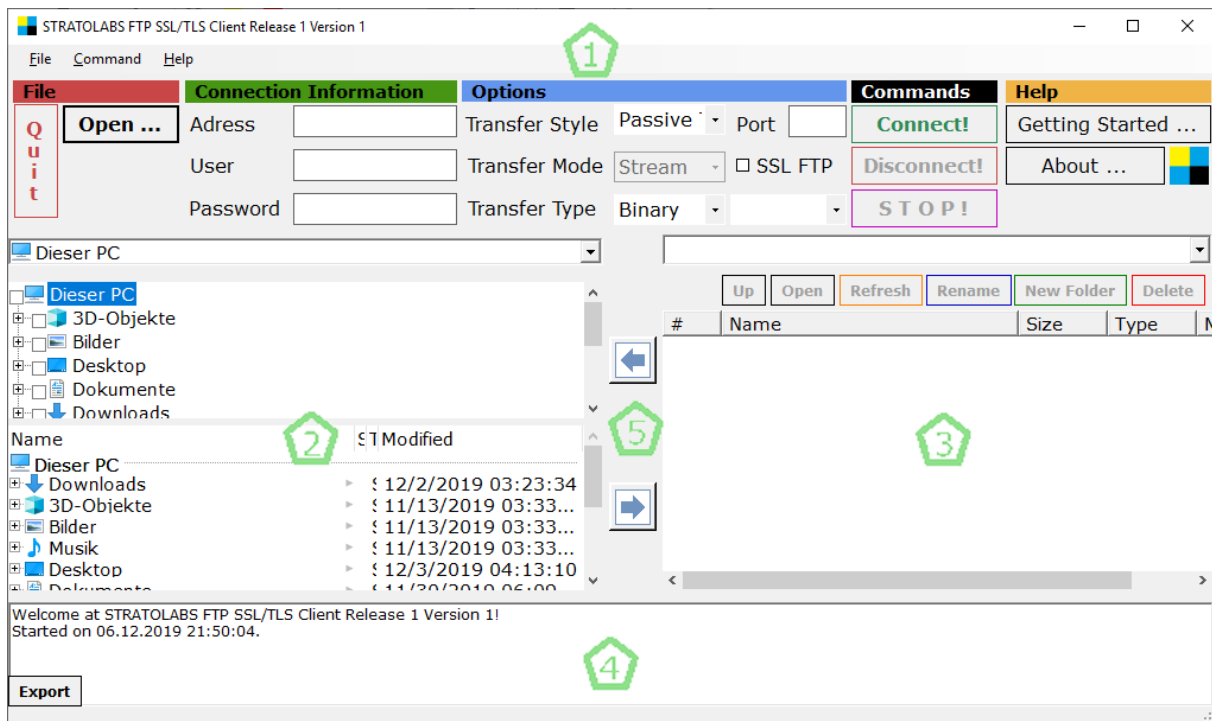 STRATOLABS FTP SSL/TLS Client Release 1 Version 1
1
File Command Help
File Connection Information Options Commands Help
Quit Open ... Adress Transfer Style Passive Port Connect! Getting Started ...
User Transfer Mode Stream SSL FTP Disconnect! About ...
Password Transfer Type Binary S T O P !
Dieser PC
Dieser PC
3D-Objekte
Bilder
Desktop
Dokumente
Downloads
Up Open Refresh Rename New Folder Delete
# Name Size Type
2
5
3
Name S T Modified
Dieser PC
Downloads 12/2/2019 03:23:34
3D-Objekte 11/13/2019 03:33...
Bilder 11/13/2019 03:33...
Musik 11/13/2019 03:33...
Desktop 12/3/2019 04:13:10
Dokumente 11/30/2019 06:09
Welcome at STRATOLABS FTP SSL/TLS Client Release 1 Version 1!
Started on 06.12.2019 21:50:04.
4
Export